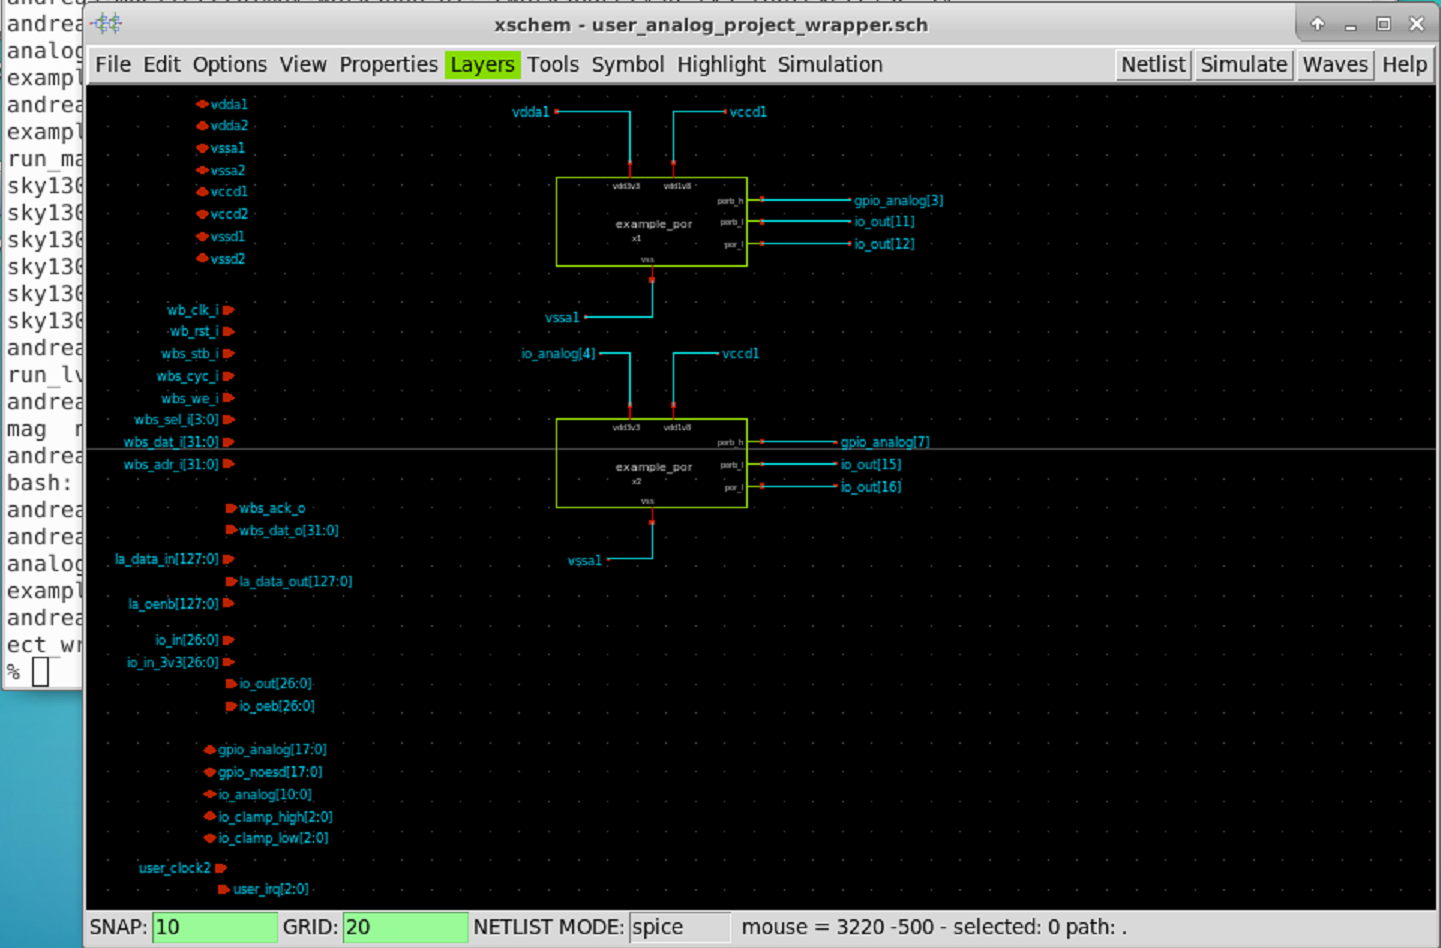 andrea
analog
exampl
andrea
exampl
run_ma
sky130
sky130
sky130
sky130
sky130
sky130
andrea
run_lv
andrea
mag
andrea
bash:
andrea
andrea
analog
exampl
andrea
ect_wr
%
xschem - user_analog_project_wrapper.sch
File Edit Options View Properties Layers Tools Symbol Highlight Simulation Netlist Simulate Waves Help
vdda1
vdda2
vssa1
vssa2
vccd1
vccd2
vssd1
vssd2
wb_clk_i
wb_rst_i
wbs_stb_i
wbs_cyc_i
wbs_we_i
wbs_sel_i[3:0]
wbs_dat_i[31:0]
wbs_adr_i[31:0]
wbs_ack_o
wbs_dat_o[31:0]
la_data_in[127:0]
la_data_out[127:0]
la_oenb[127:0]
io_in[26:0]
io_in_3v3[26:0]
io_out[26:0]
io_oeb[26:0]
gpio_analog[17:0]
gpio_noesd[17:0]
io_analog[10:0]
io_clamp_high[2:0]
io_clamp_low[2:0]
user_clock2
user_irq[2:0]
vdda1 vccd1
vdd3v3 vdd1v8
porb_h gpio_analog[3]
example_por porb_l io_out[11]
x1
por_l io_out[12]
vss
vssa1
io_analog[4] vccd1
vdd3v3 vdd1v8
porb_h gpio_analog[7]
example_por porb_l io_out[15]
x2
por_l io_out[16]
vss
vssa1
SNAP: 10 GRID: 20 NETLIST MODE: spice mouse = 3220 -500 - selected: 0 path: .